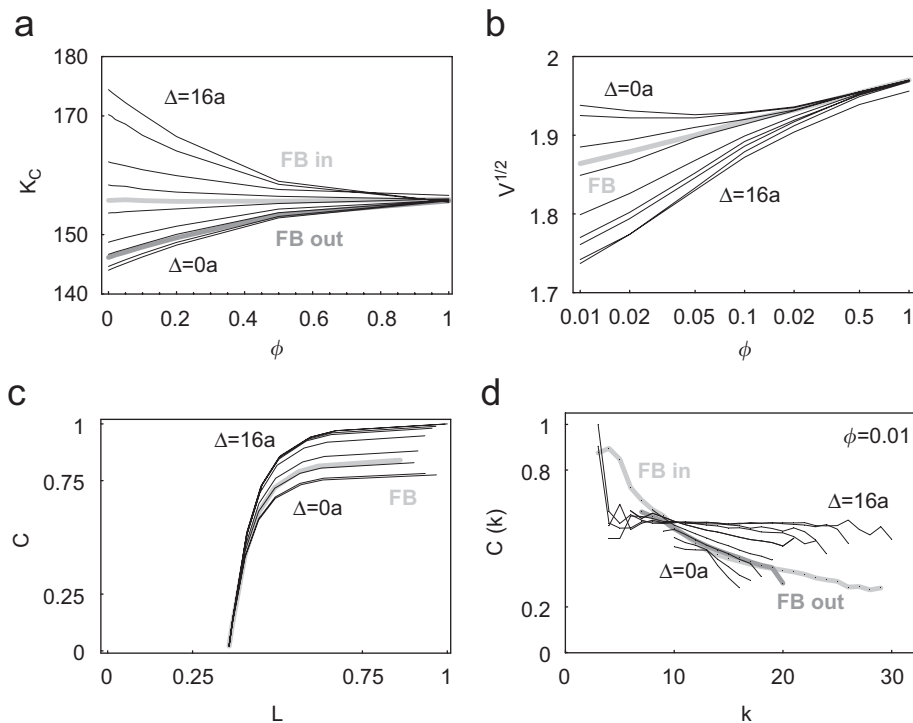 a
180
170
150
140
K_C
Δ=16a
FB in
FB out
Δ=0a
0 0.2 0.4 0.6 0.8 1
ϕ
b
2
1.9
1.8
1.7
V^1/2
Δ=0a
FB
Δ=16a
0.01 0.02 0.05 0.1 0.02 0.5 1
ϕ
c
1
0.75
0.25
0
C
Δ=16a
FB
Δ=0a
0 0.25 0.75 1
L
d
1
0.8
0.2
0
C (k)
ϕ=0.01
FB in
Δ=16a
Δ=0a
FB out
0 10 20 30
k